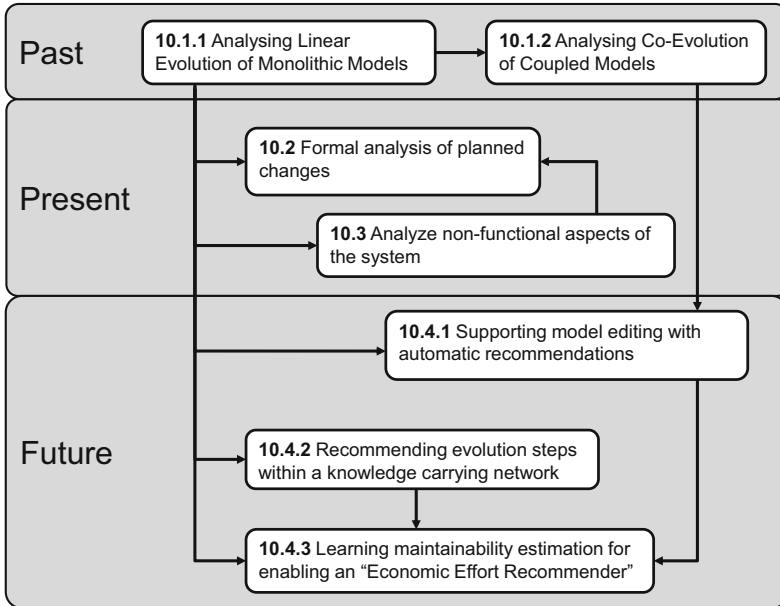 Past
10.1.1 Analysing Linear
Evolution of Monolithic Models
10.1.2 Analysing Co-Evolution
of Coupled Models
Present
10.2 Formal analysis of planned
changes
10.3 Analyze non-functional aspects of
the system
Future
10.4.1 Supporting model editing with
automatic recommendations
10.4.2 Recommending evolution steps
within a knowledge carrying network
10.4.3 Learning maintainability estimation for
enabling an “Economic Effort Recommender”